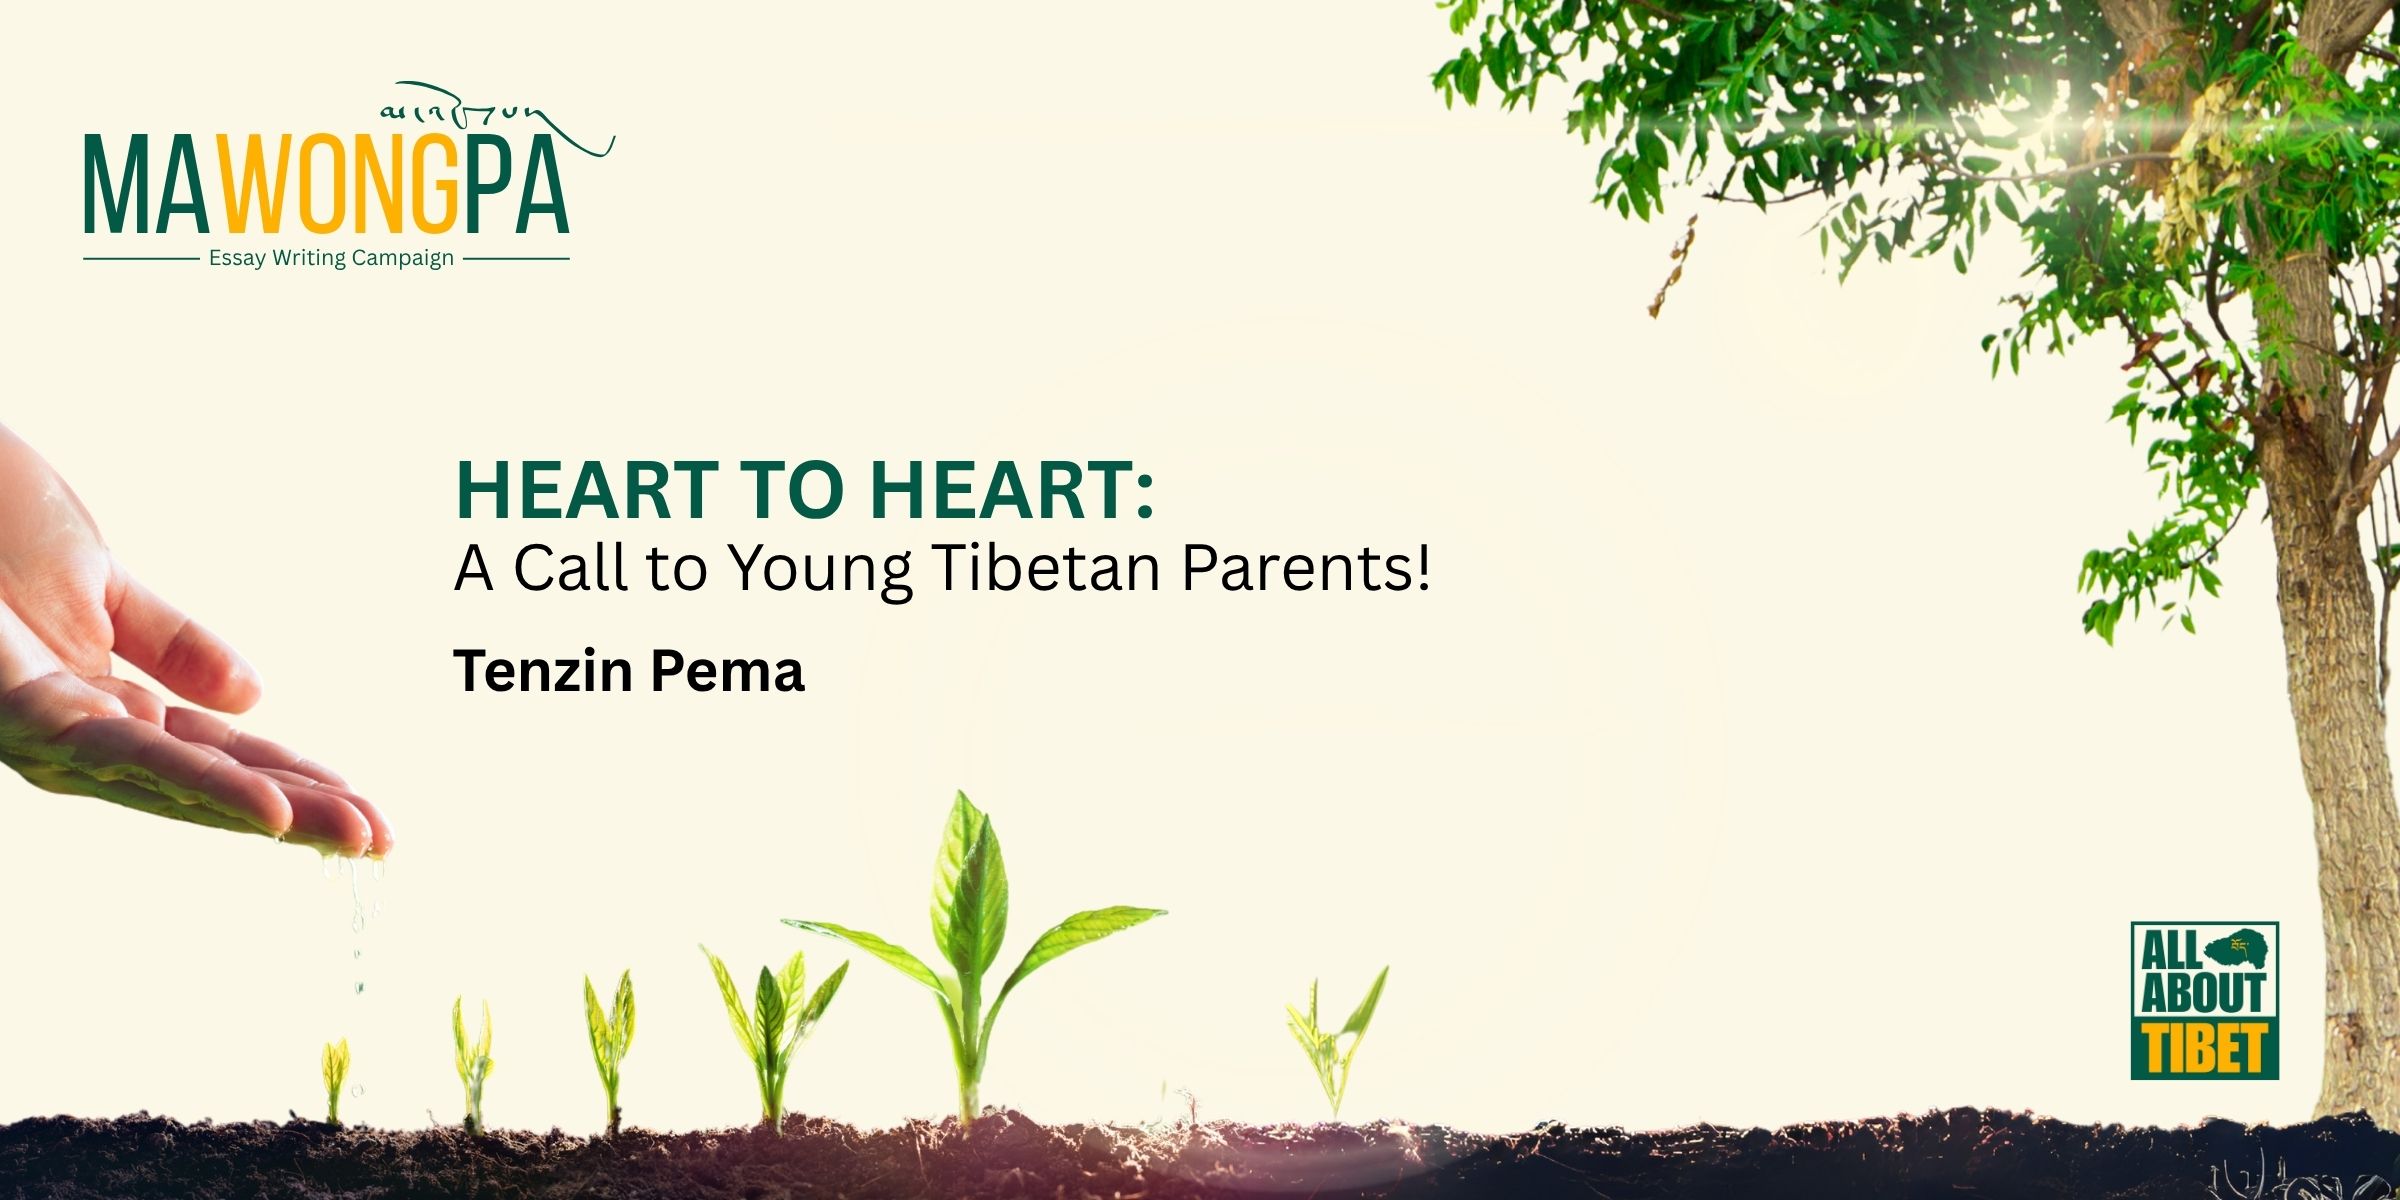 MAWONGPA
Essay Writing Campaign
HEART TO HEART:
A Call to Young Tibetan Parents!
Tenzin Pema
ALL
བོད་
ABOUT
TIBET